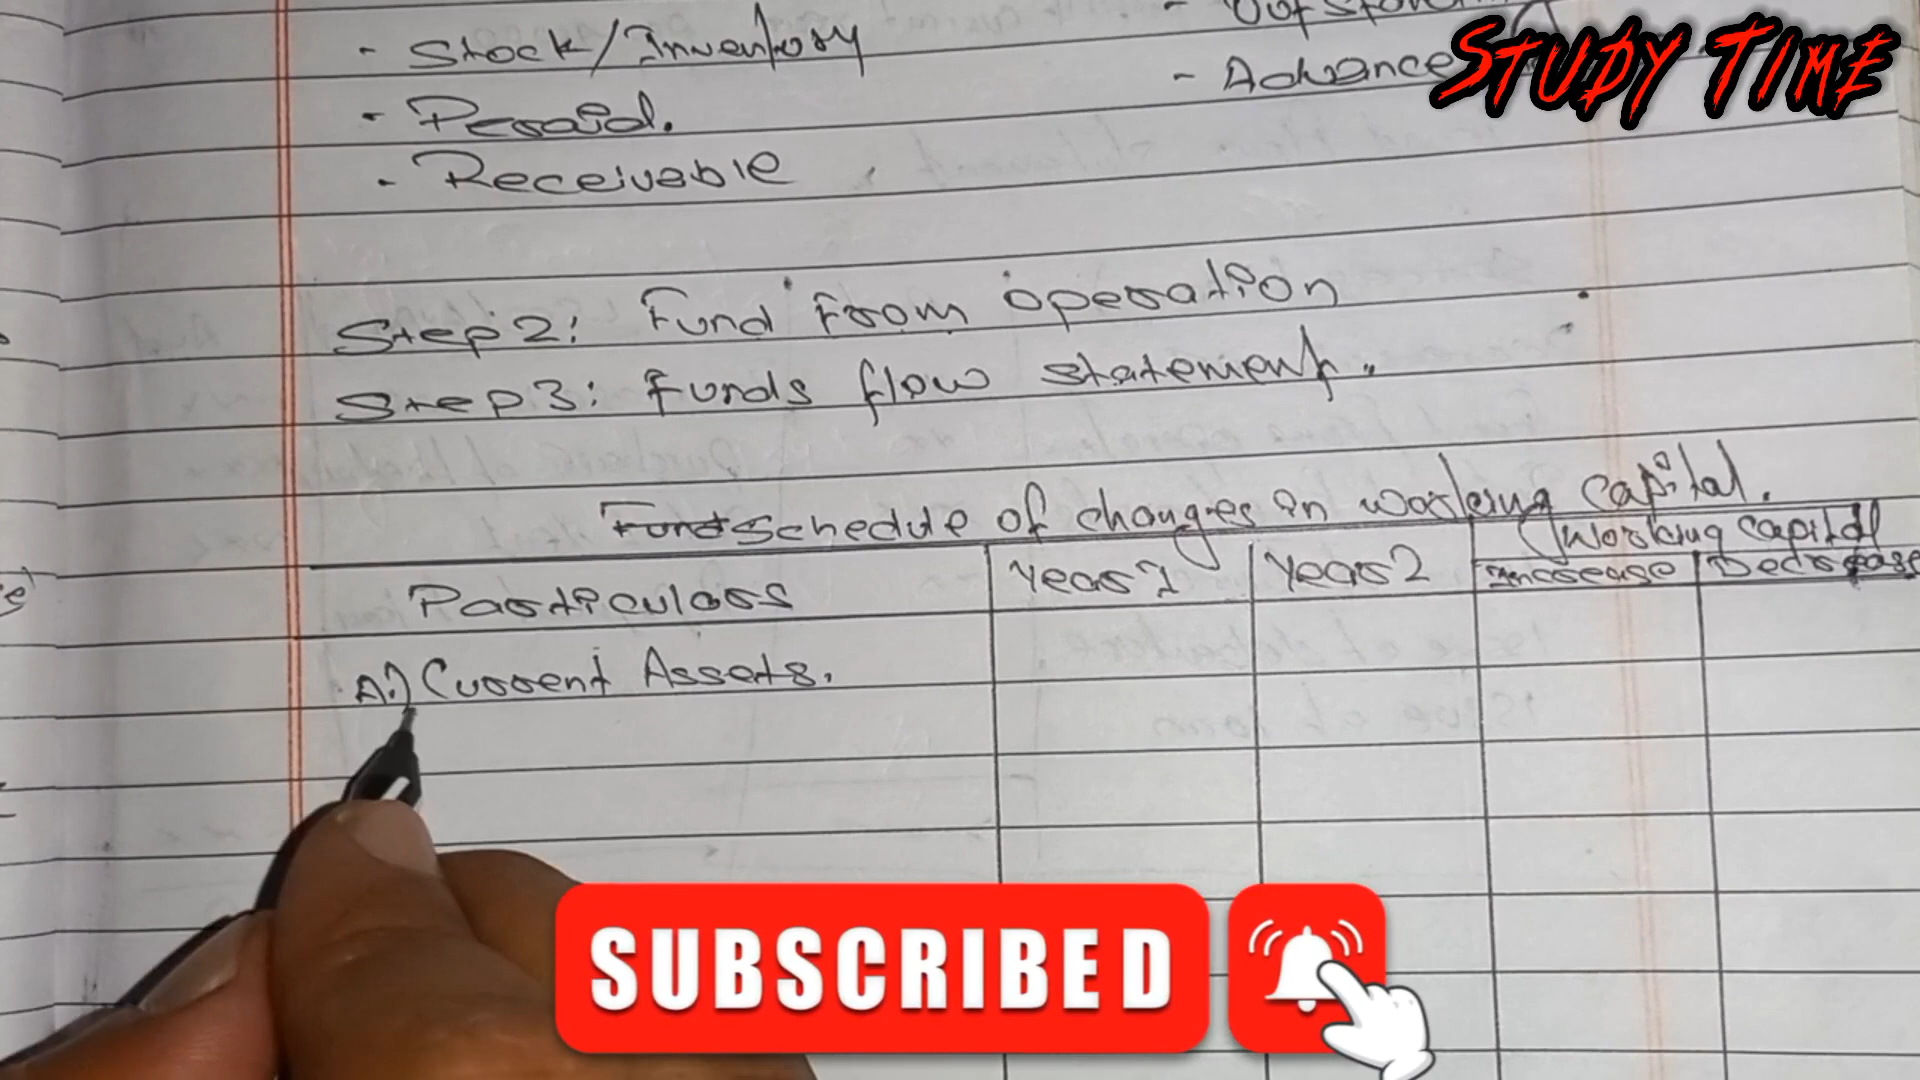 - Stock/Inventory
- Advance
STUDY TIME
- Prepaid.
- Receivable
Step 2: Fund from operation
Step 3: Funds flow statement.
Schedule of changes in working capital.
Particulars Year 1 Year 2 Working capital
Increase Decrease
A.) Current Assets.
SUBSCRIBED